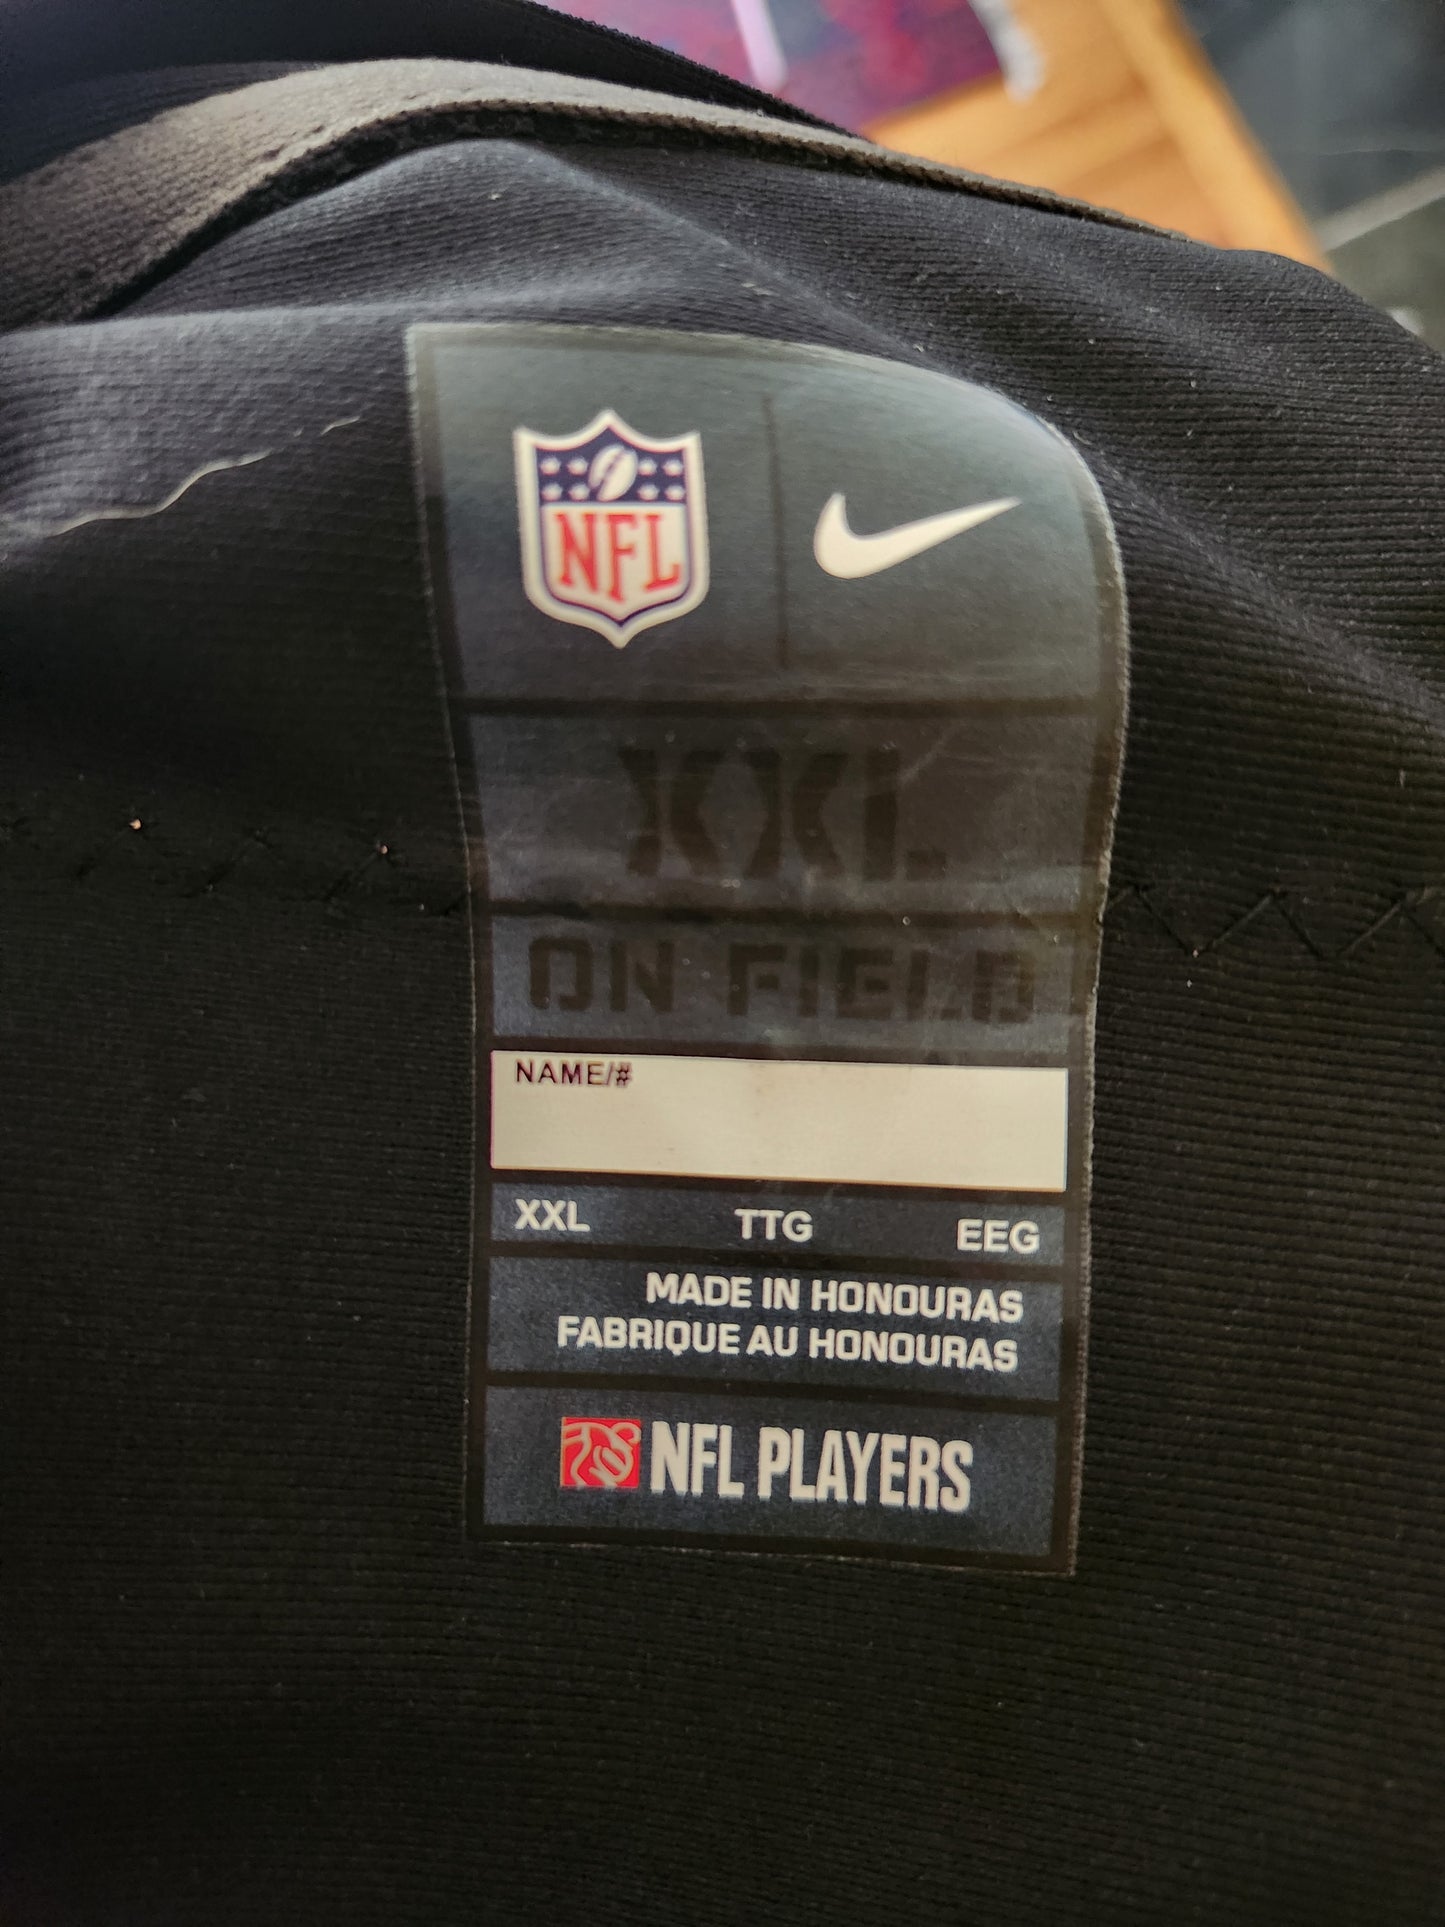 NFL
XXL
ON FIELD
NAME/#
XXL TTG EEG
MADE IN HONOURAS
FABRIQUE AU HONOURAS
NFL PLAYERS